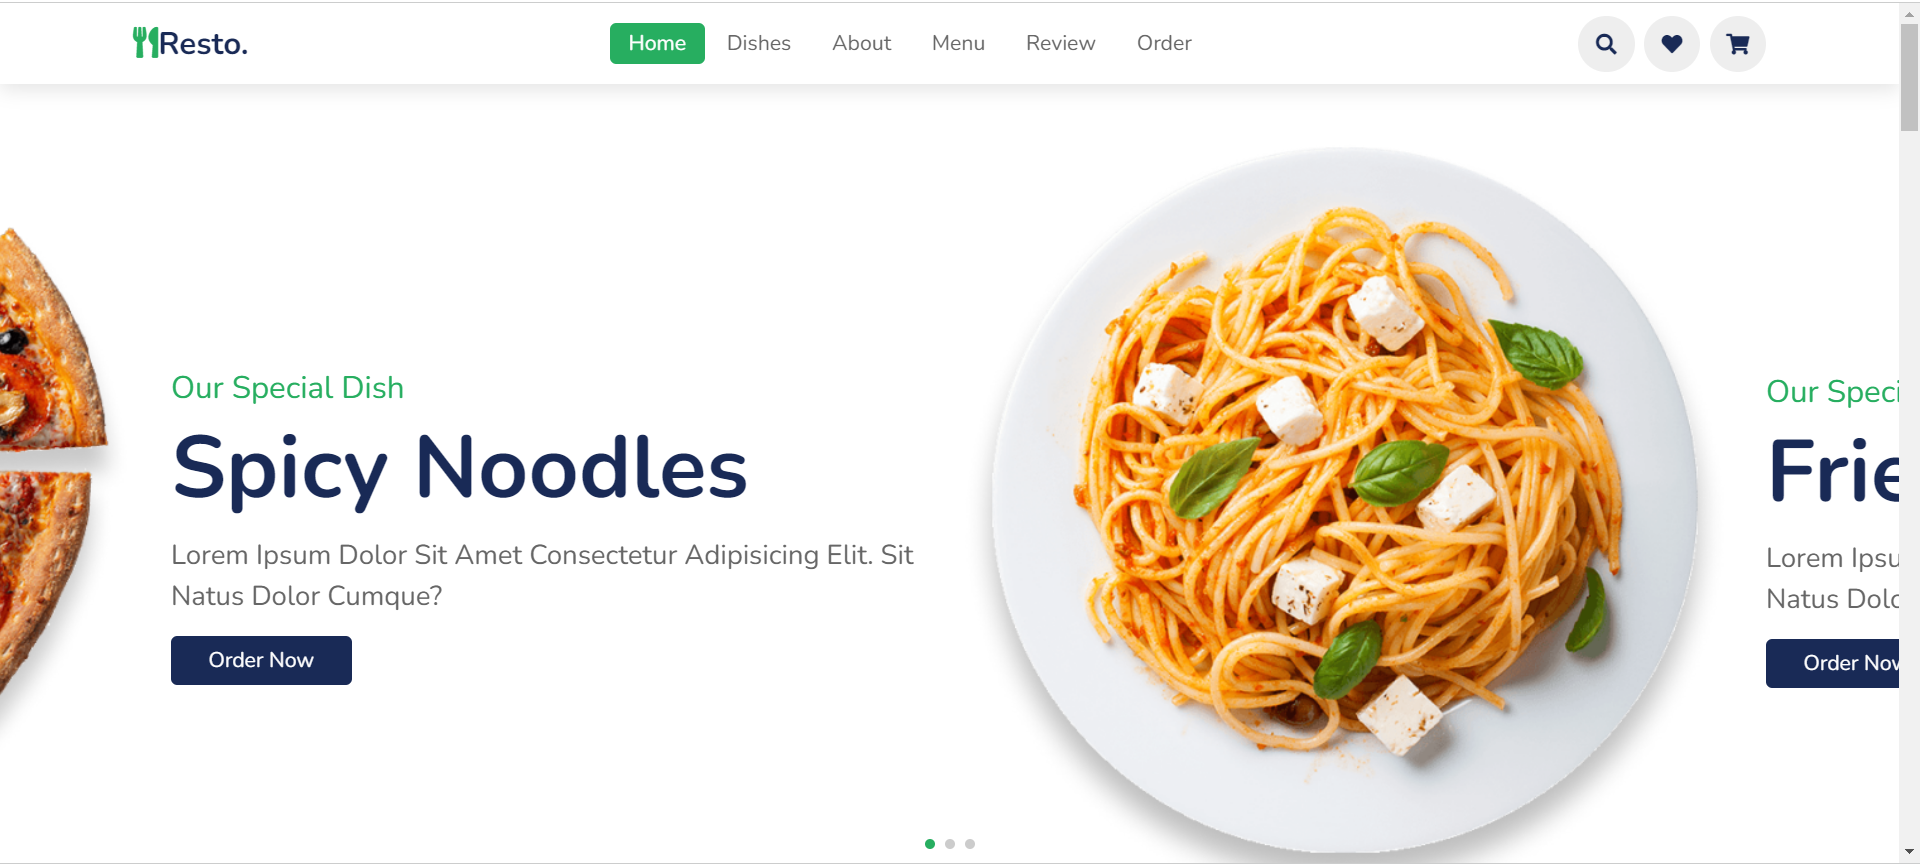 Resto.
Home
Dishes
About
Menu
Review
Order
Our Special Dish
Spicy Noodles
Lorem Ipsum Dolor Sit Amet Consectetur Adipisicing Elit. Sit
Natus Dolor Cumque?
Order Now
Our Speci
Frie
Lorem Ipsu
Natus Dolo
Order Now